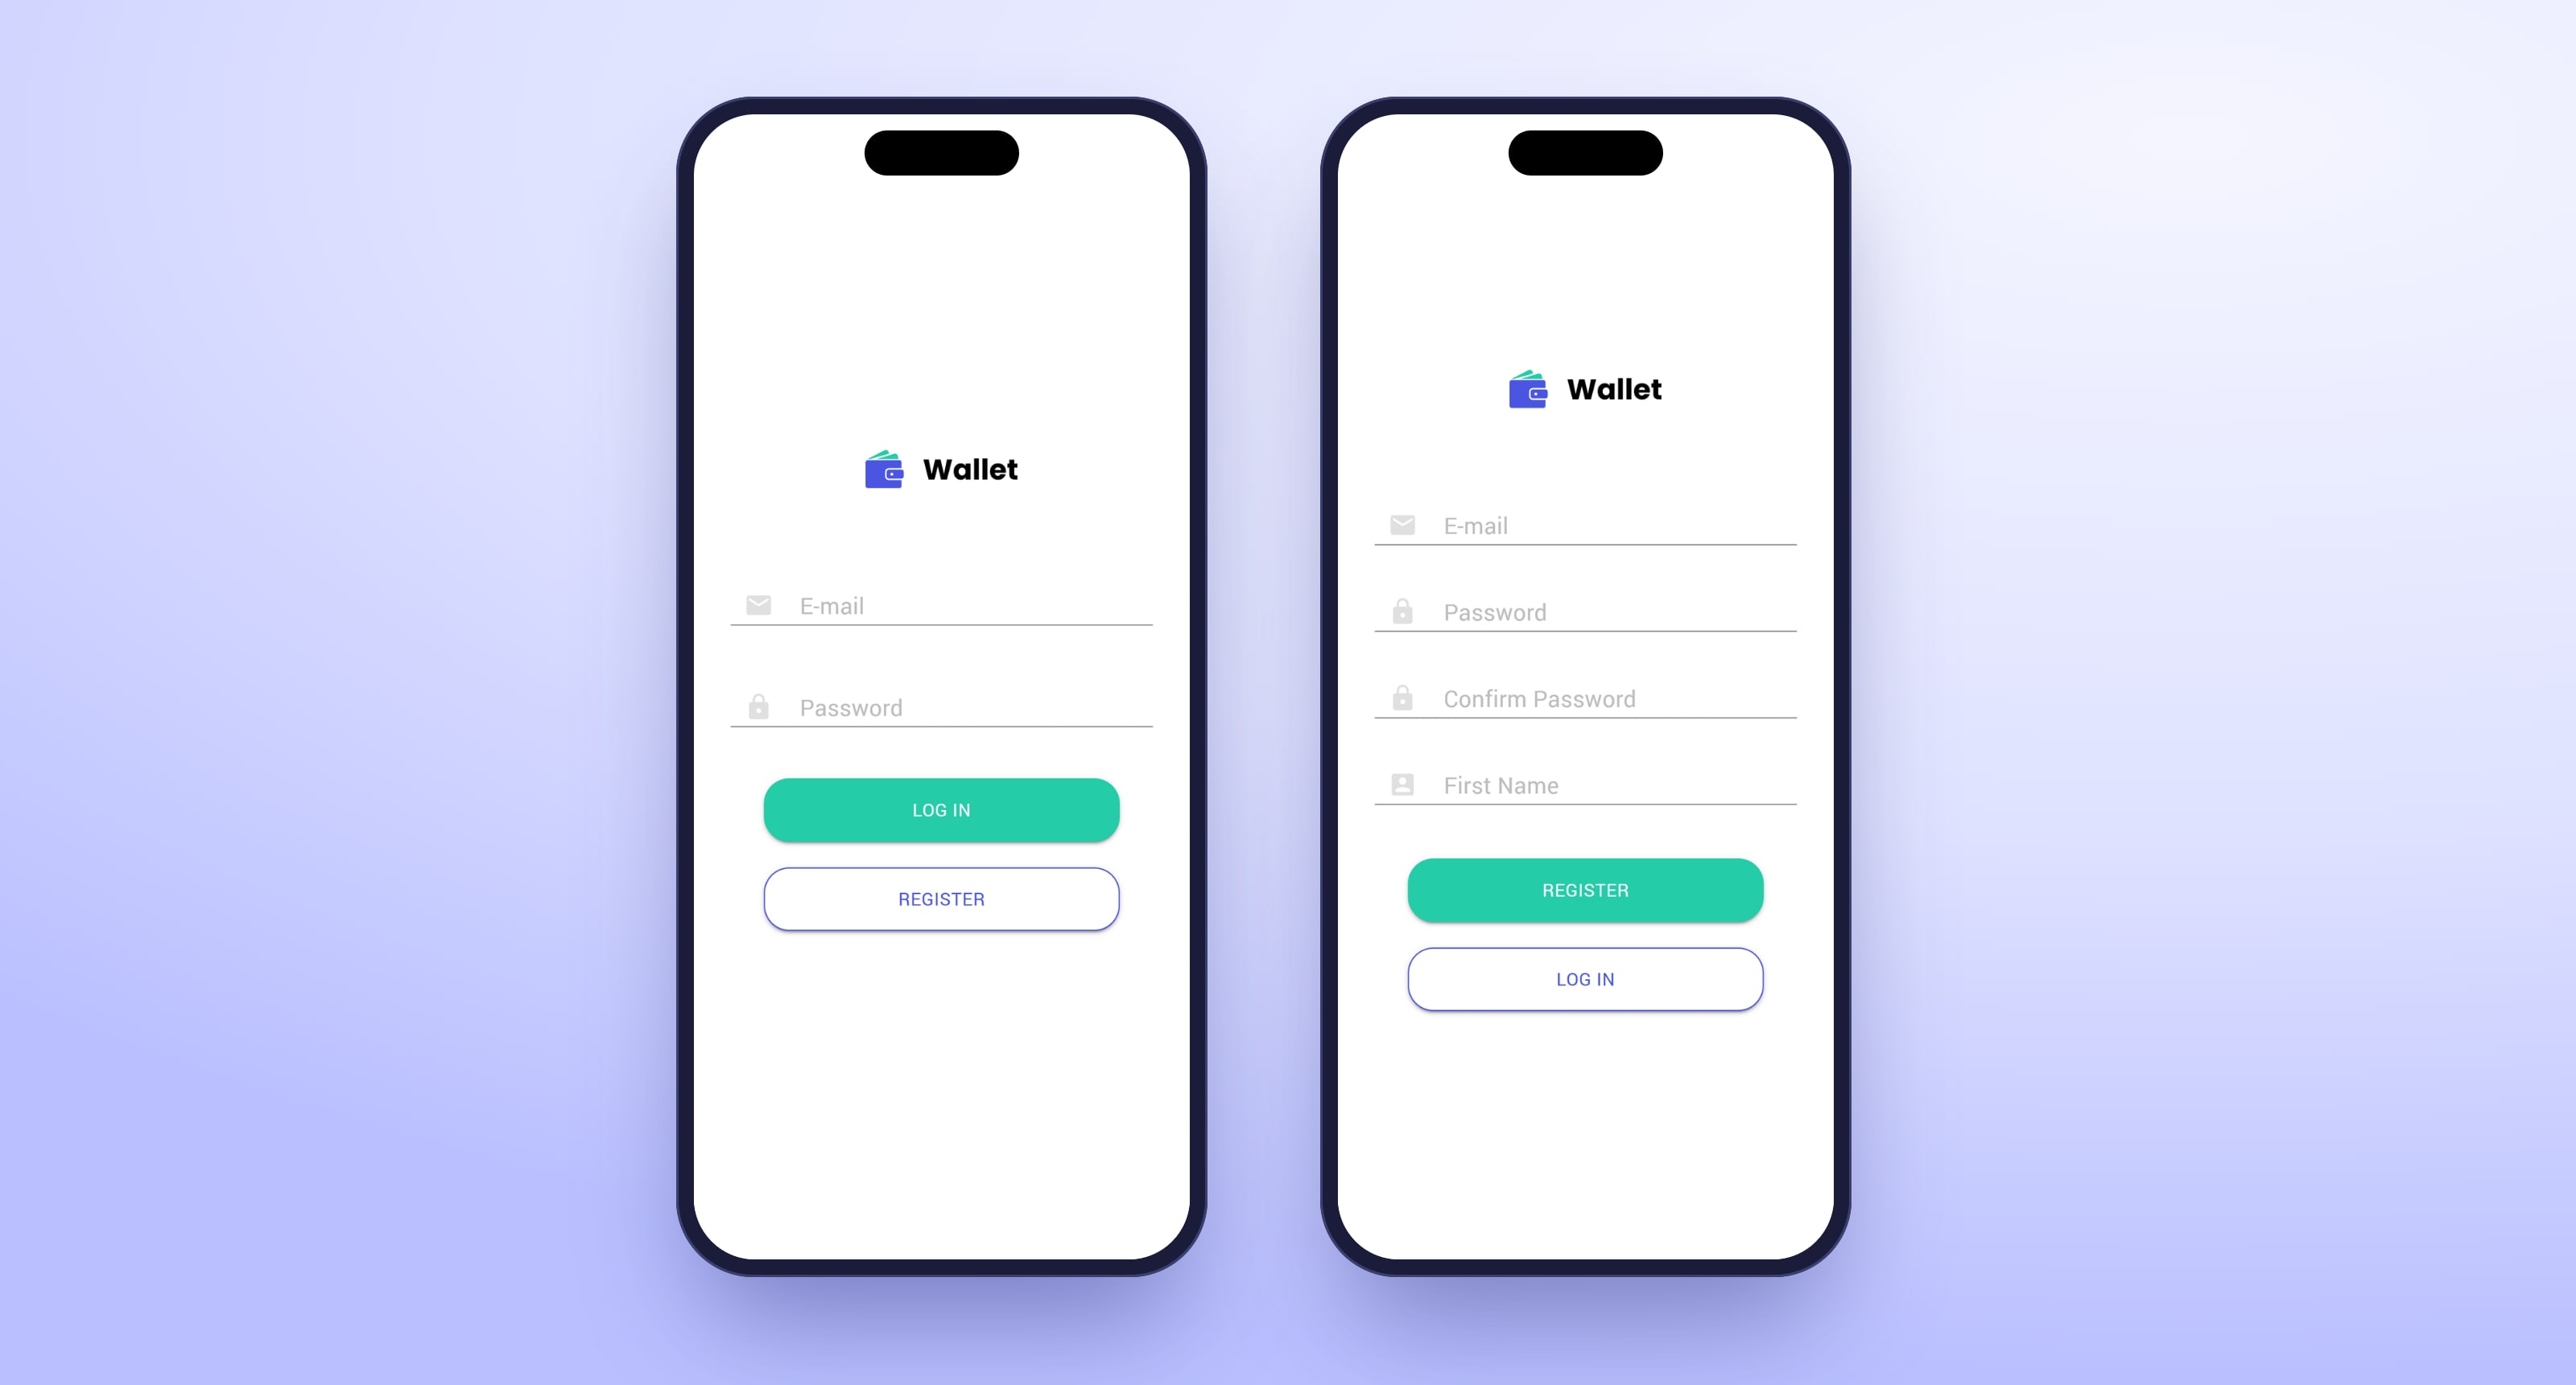 Wallet
E-mail
Password
LOG IN
REGISTER
Wallet
E-mail
Password
Confirm Password
First Name
REGISTER
LOG IN